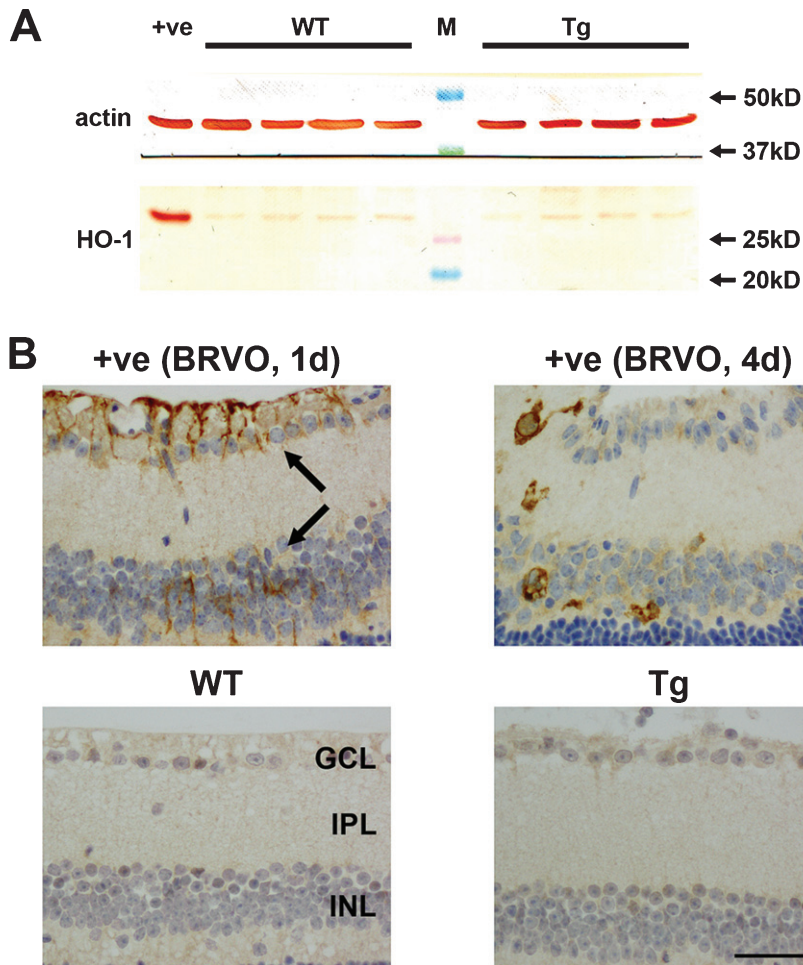 A
+ve WT M Tg
50kD
actin
37kD
HO-1
25kD
20kD
B
+ve (BRVO, 1d) +ve (BRVO, 4d)
WT Tg
GCL
IPL
INL